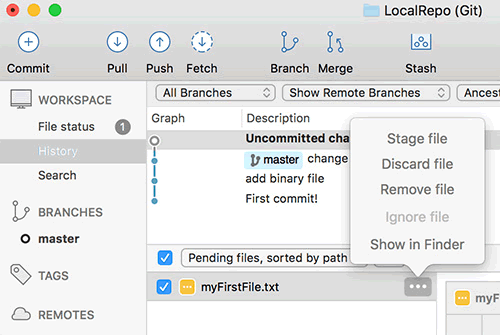 LocalRepo (Git)
Commit
Pull
Push
Fetch
Branch
Merge
Stash
WORKSPACE
File status
1
History
Search
BRANCHES
master
TAGS
REMOTES
All Branches
Show Remote Branches
Ancest
Graph
Description
Uncommitted cha
master change
add binary file
First commit!
Stage file
Discard file
Remove file
Ignore file
Show in Finder
Pending files, sorted by path
myFirstFile.txt
myF